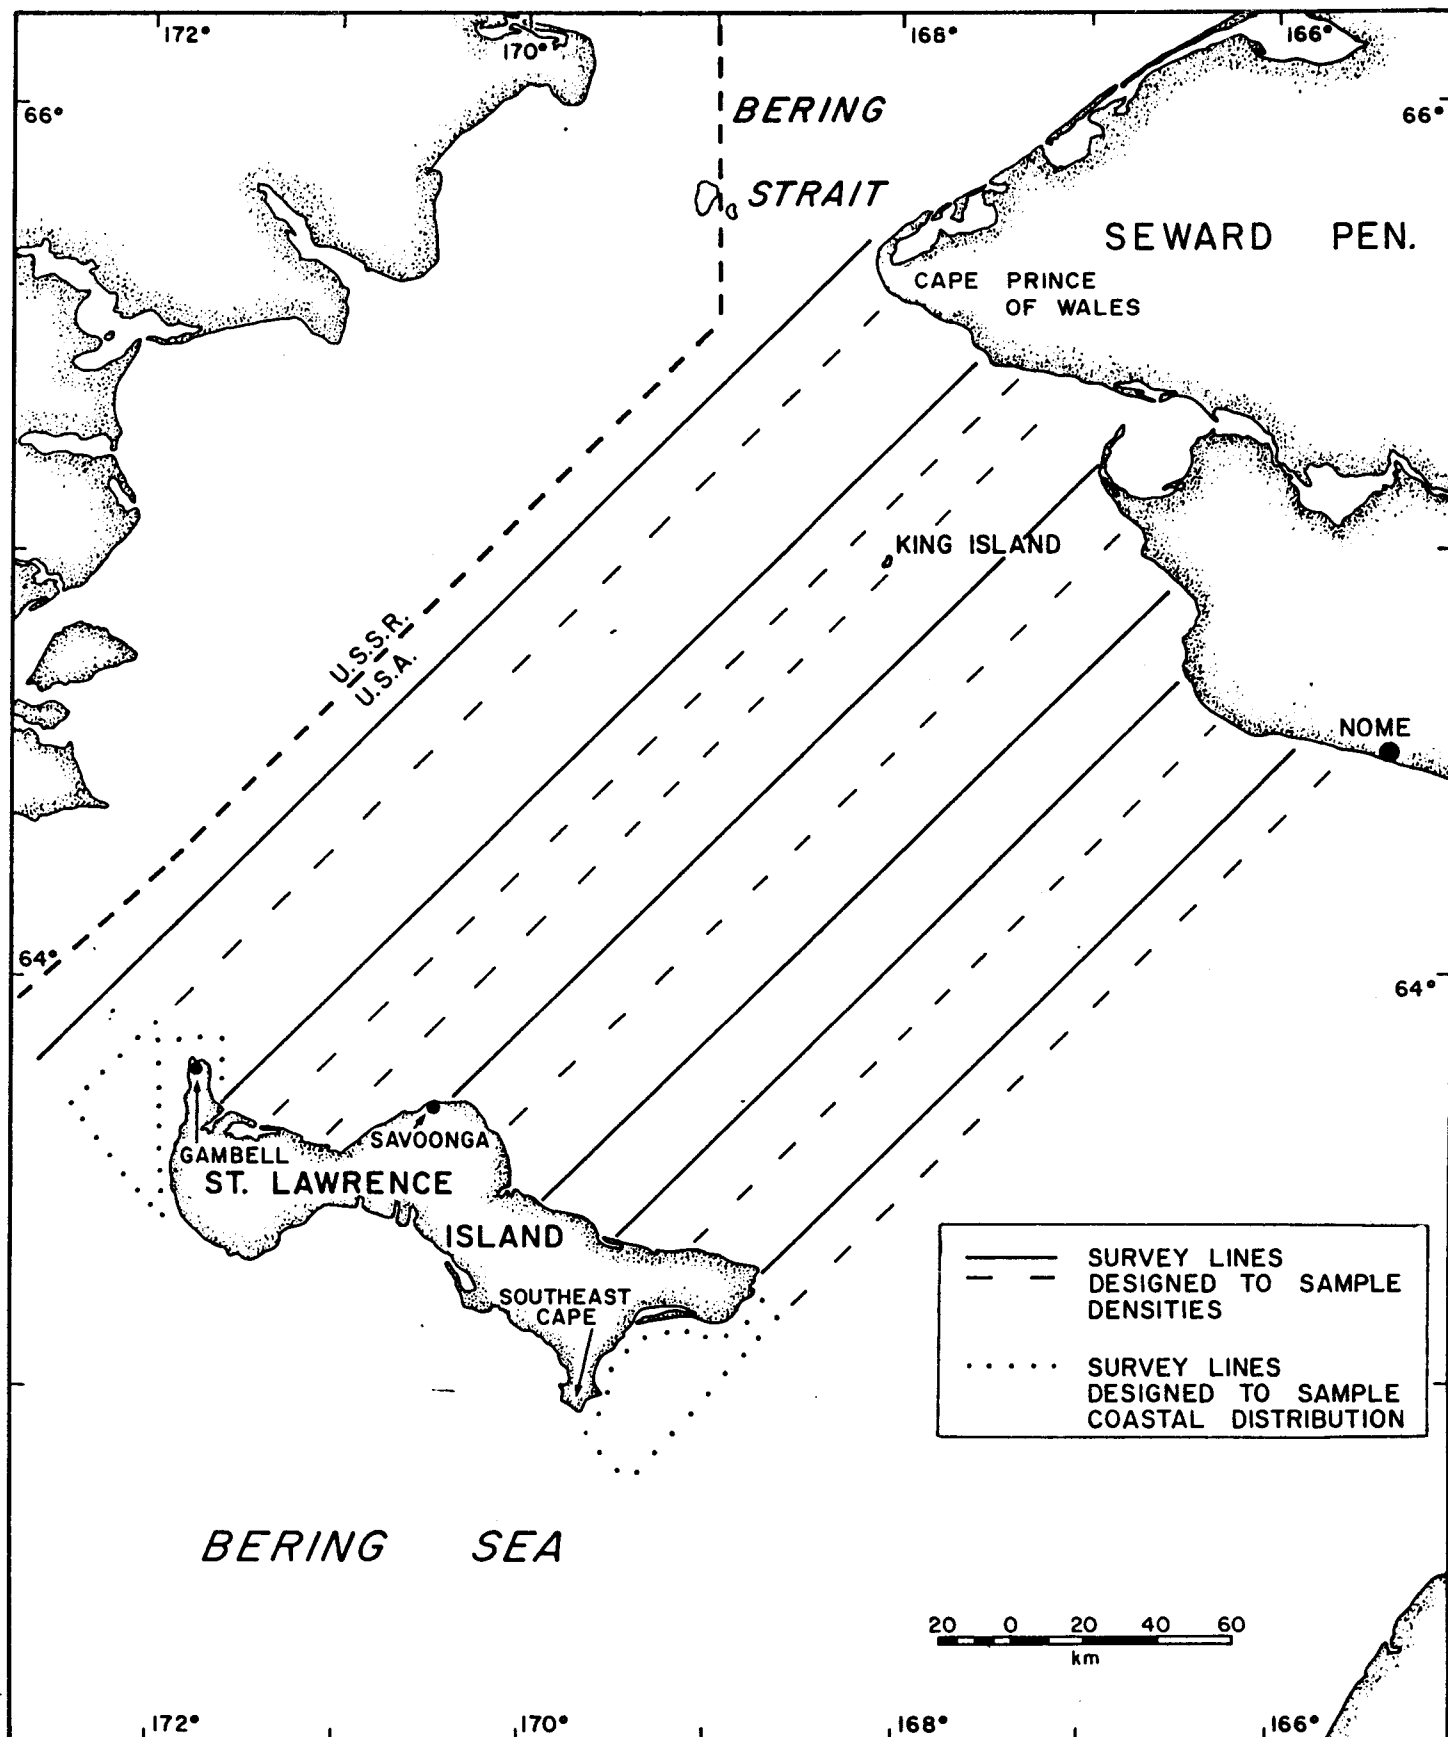 172°
170°
168°
166°
66°
BERING
66°
STRAIT
SEWARD PEN.
CAPE PRINCE
OF WALES
KING ISLAND
U.S.S.R.
U.S.A.
NOME
64°
64°
GAMBELL
SAVOONGA
ST. LAWRENCE
ISLAND
SOUTHEAST
CAPE
SURVEY LINES
DESIGNED TO SAMPLE
DENSITIES
SURVEY LINES
DESIGNED TO SAMPLE
COASTAL DISTRIBUTION
BERING SEA
20 0 20 40 60
km
172°
170°
168°
166°